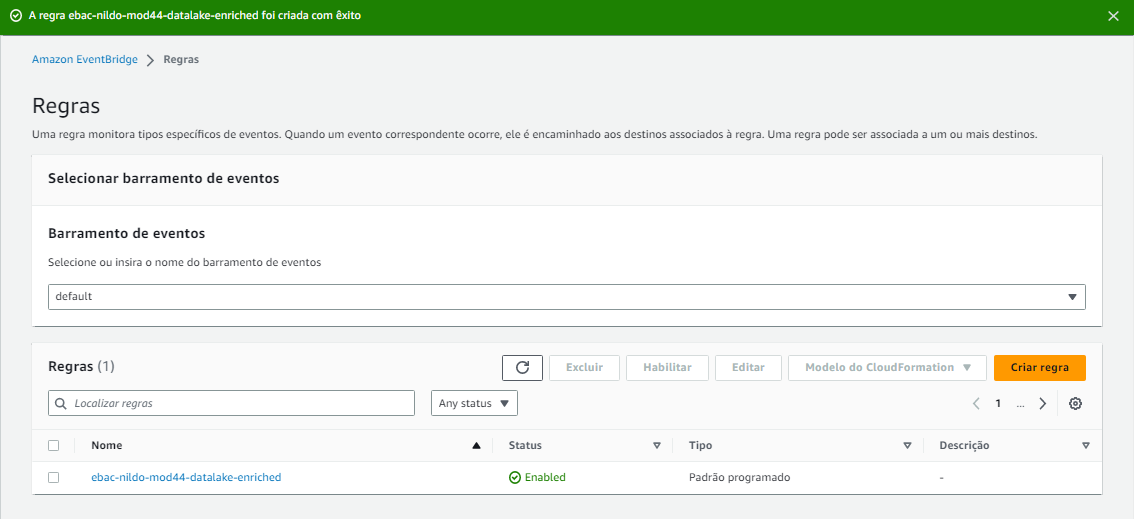 A regra ebac-nildo-mod44-datalake-enriched foi criada com êxito
Amazon EventBridge > Regras
Regras
Uma regra monitora tipos específicos de eventos. Quando um evento correspondente ocorre, ele é encaminhado aos destinos associados à regra. Uma regra pode ser associada a um ou mais destinos.
Selecionar barramento de eventos
Barramento de eventos
Selecione ou insira o nome do barramento de eventos
default
Regras (1) Excluir Habilitar Editar Modelo do CloudFormation Criar regra
Localizar regras Any status 1 ...
Nome Status Tipo Descrição
ebac-nildo-mod44-datalake-enriched Enabled Padrão programado -